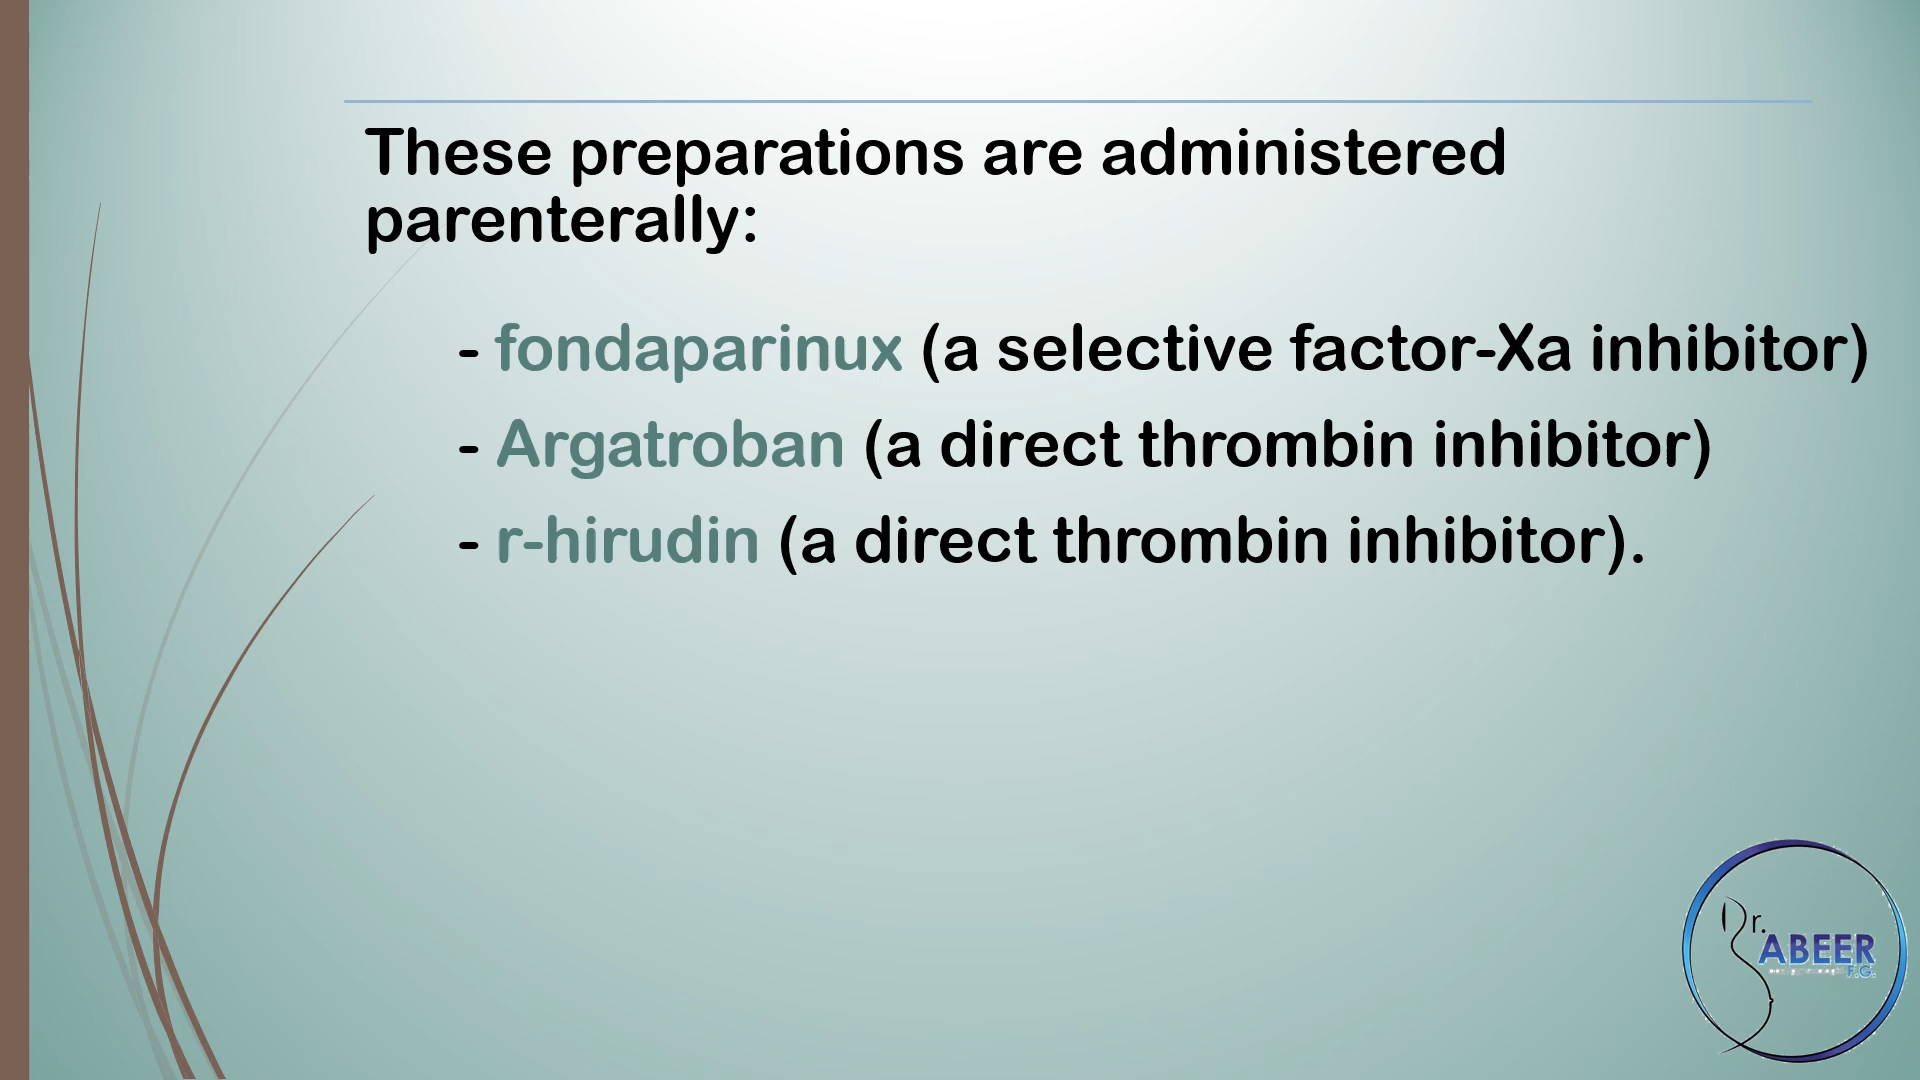 These preparations are administered
parenterally:
- fondaparinux (a selective factor-Xa inhibitor)
- Argatroban (a direct thrombin inhibitor)
- r-hirudin (a direct thrombin inhibitor).
Dr.
ABEER
F.G.